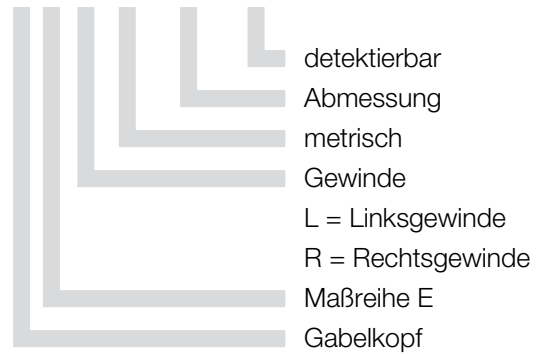 detektierbar
Abmessung
metrisch
Gewinde
L = Linksgewinde
R = Rechtsgewinde
Maßreihe E
Gabelkopf